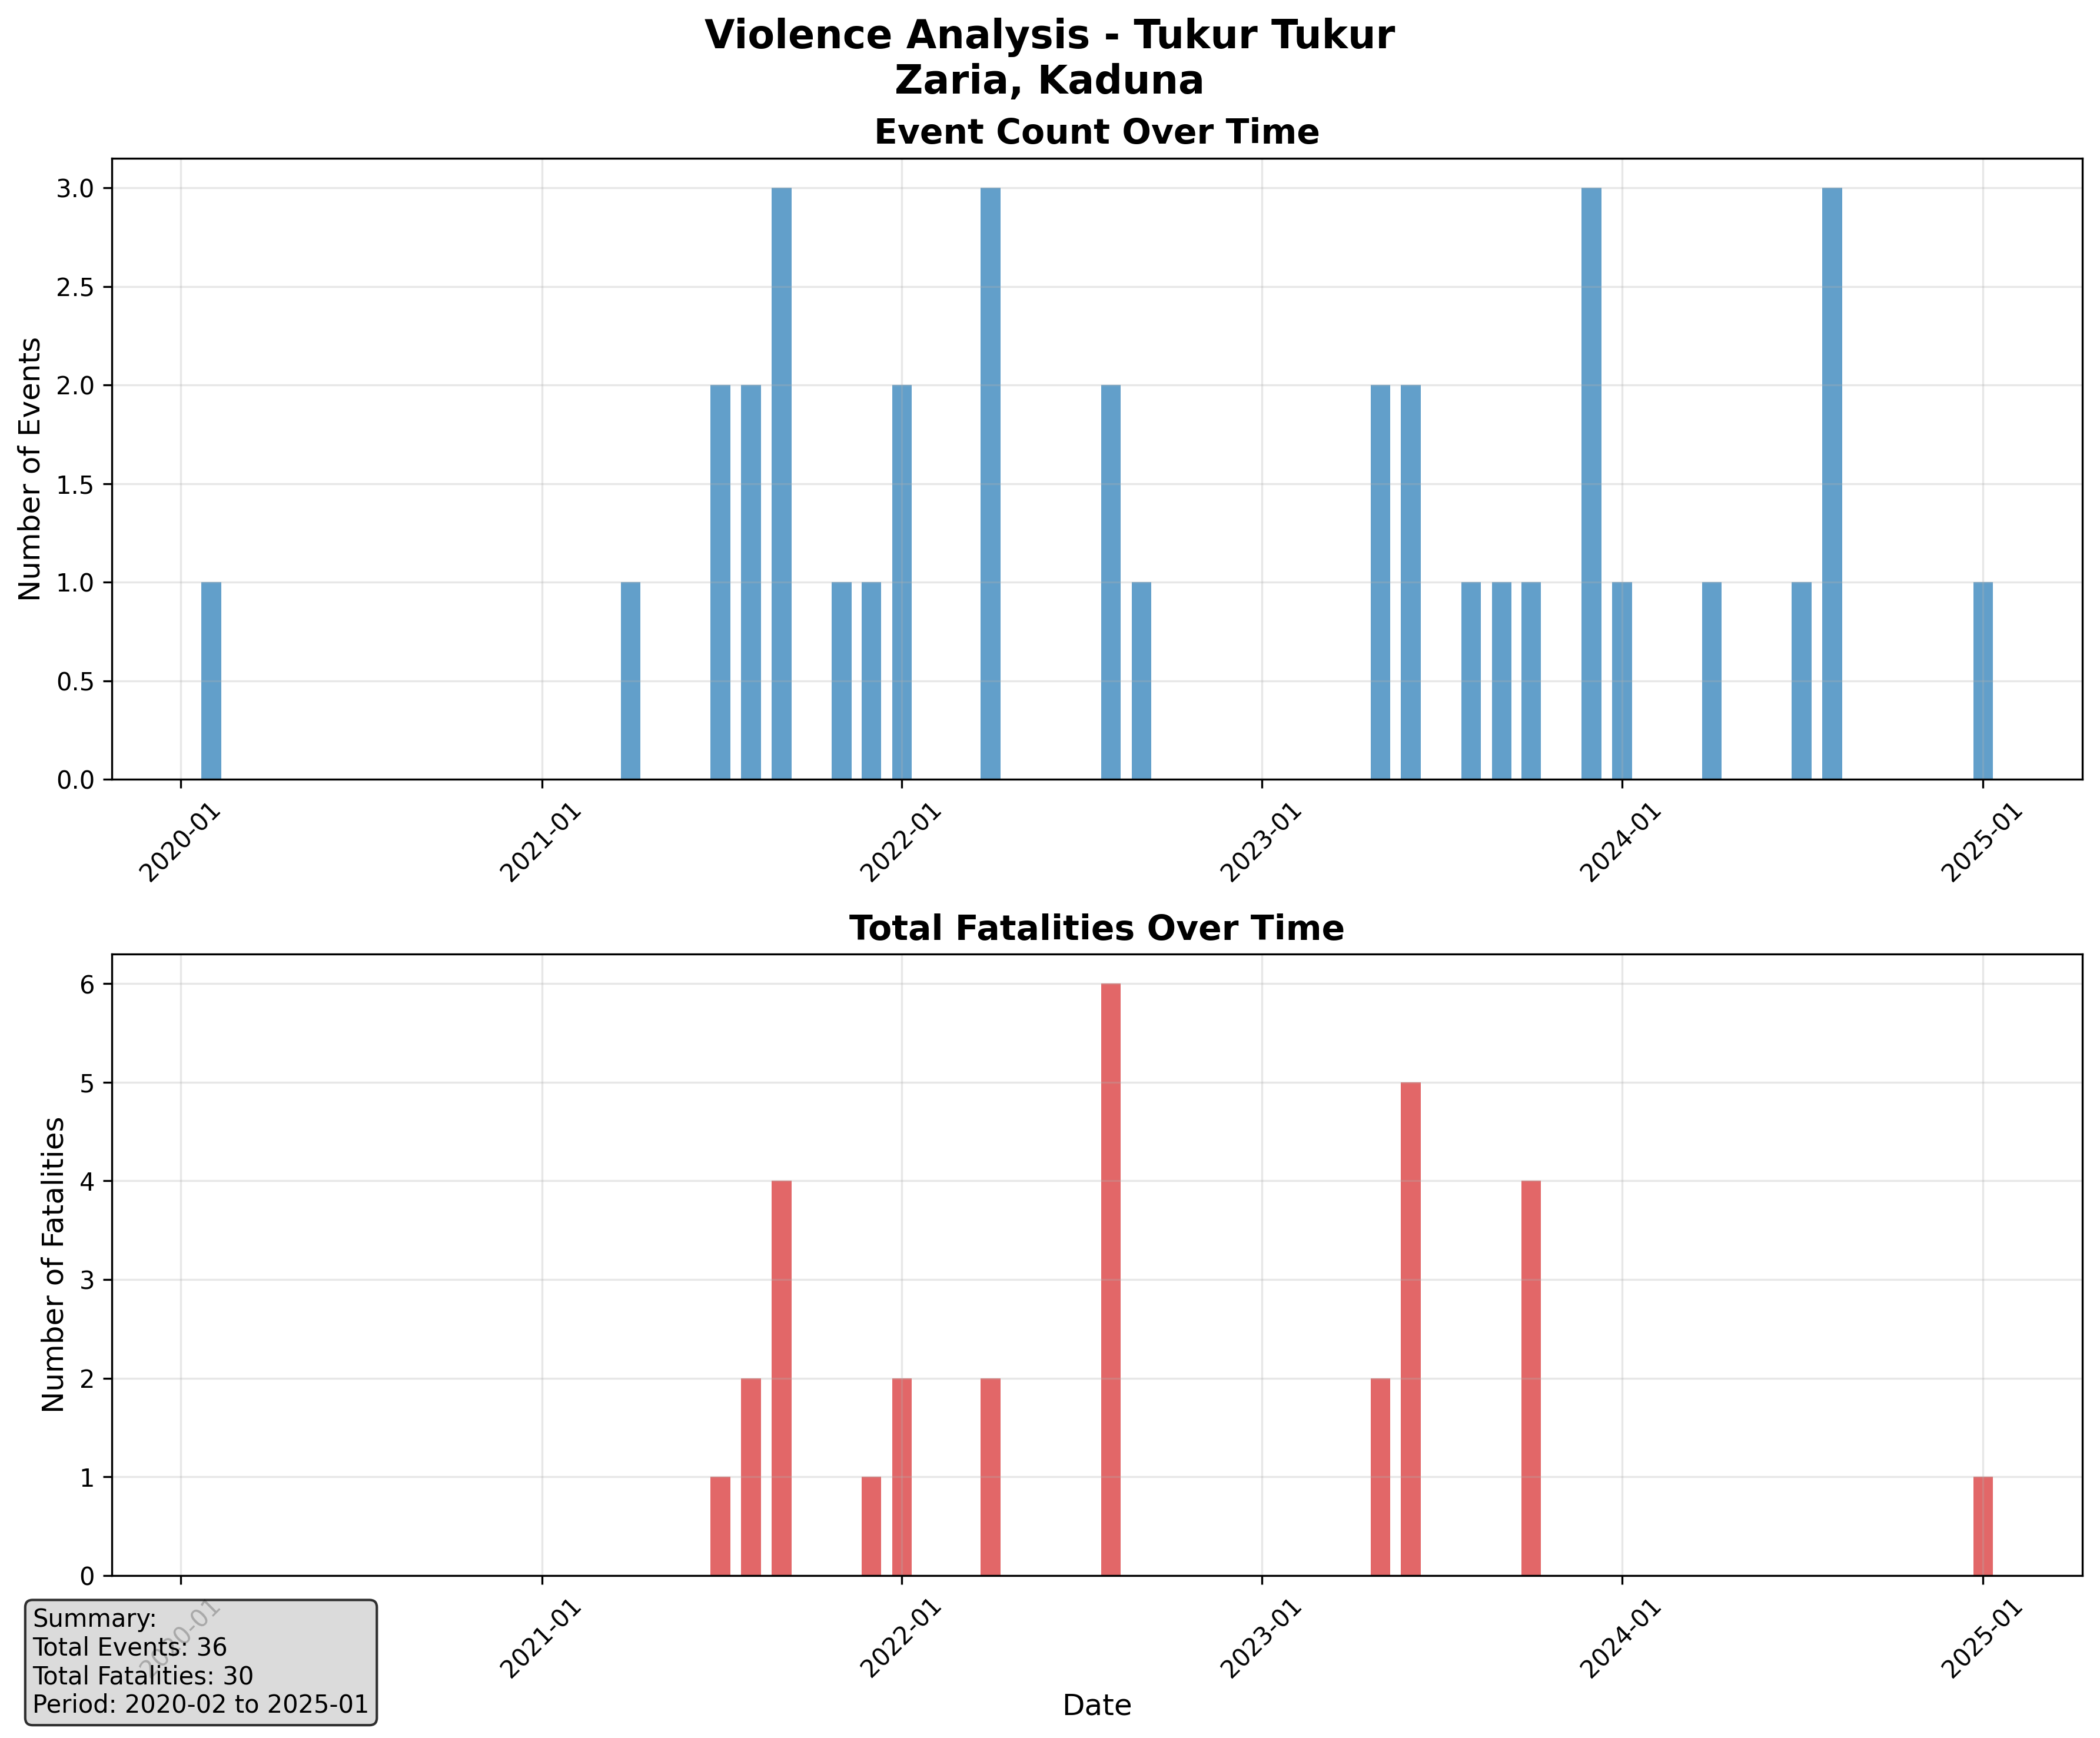 Violence Analysis - Tukur Tukur
Zaria, Kaduna
Event Count Over Time
Number of Events
3.0
2.5
2.0
1.5
1.0
0.5
0.0
2020-01
2021-01
2022-01
2023-01
2024-01
2025-01
Total Fatalities Over Time
Number of Fatalities
6
5
4
3
2
1
0
2020-01
2021-01
2022-01
2023-01
2024-01
2025-01
Date
Summary:
Total Events: 36
Total Fatalities: 30
Period: 2020-02 to 2025-01